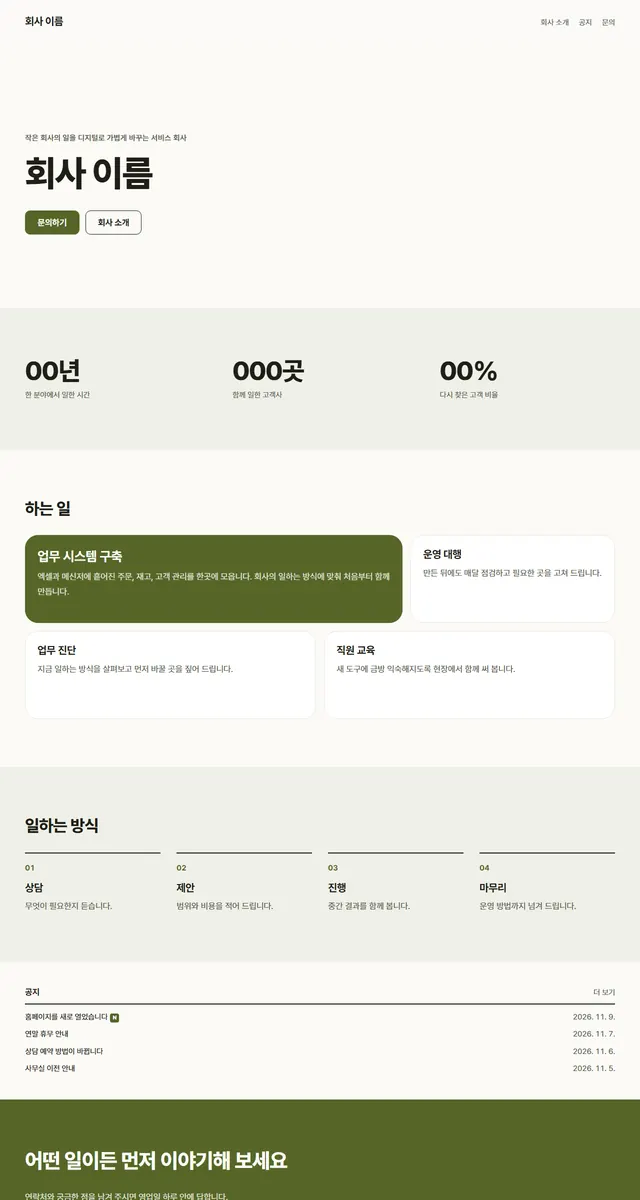 회사 이름
회사 소개 공지 문의
작은 회사의 일을 디지털로 가볍게 바꾸는 서비스 회사
회사 이름
문의하기 회사 소개
00년 000곳 00%
한 분야에서 일한 시간 함께 일한 고객사 다시 찾은 고객 비율
하는 일
업무 시스템 구축
엑셀과 메신저에 흩어진 주문, 재고, 고객 관리를 한곳에 모읍니다. 회사의 일하는 방식에 맞춰 처음부터 함께
만듭니다.
운영 대행
만든 뒤에도 매달 점검하고 필요한 곳을 고쳐 드립니다.
업무 진단
지금 일하는 방식을 살펴보고 먼저 바꿀 곳을 짚어 드립니다.
직원 교육
새 도구에 금방 익숙해지도록 현장에서 함께 써 봅니다.
일하는 방식
01
상담
무엇이 필요한지 듣습니다.
02
제안
범위와 비용을 적어 드립니다.
03
진행
중간 결과를 함께 봅니다.
04
마무리
운영 방법까지 넘겨 드립니다.
공지 더 보기
홈페이지를 새로 열었습니다 N 2026. 11. 9.
연말 휴무 안내 2026. 11. 7.
상담 예약 방법이 바뀝니다 2026. 11. 6.
사무실 이전 안내 2026. 11. 5.
어떤 일이든 먼저 이야기해 보세요
연락처와 궁금한 점을 남겨 주시면 영업일 하루 안에 답합니다.